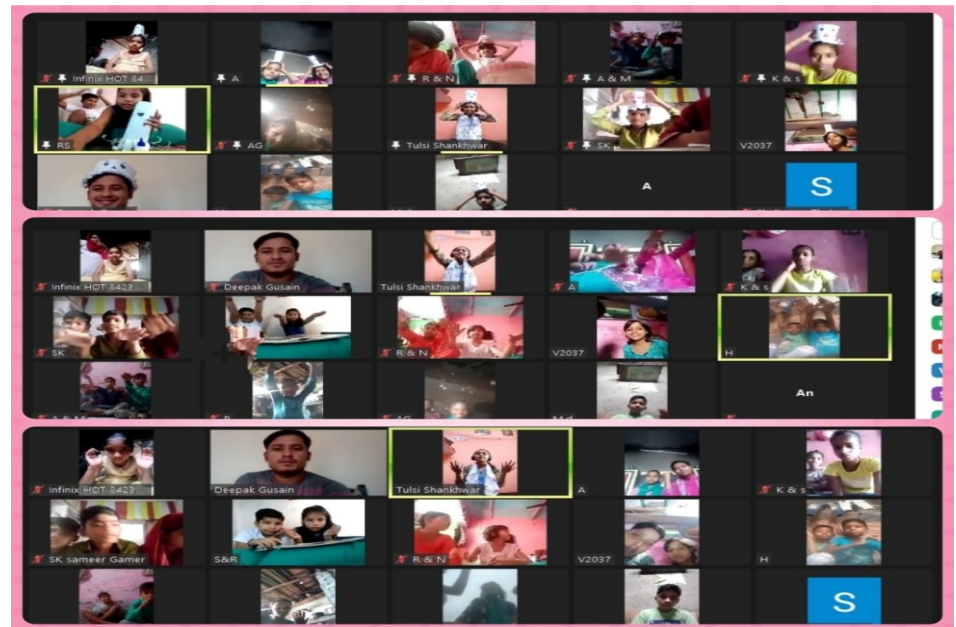 Infinix HOT 84...
A
R & N
A & M
K & s
RS
AG
Tulsi Shankhwar
SK
V2037
A
S
Infinix HOT 8423...
Deepak Gusain
Tulsi Shankhwar
A
K & s
SK
R & N
V2037
H
An
Infinix HOT 8423...
Deepak Gusain
Tulsi Shankhwar
A
K & s
SK sameer Gamer
S&R
R & N
V2037
H
S